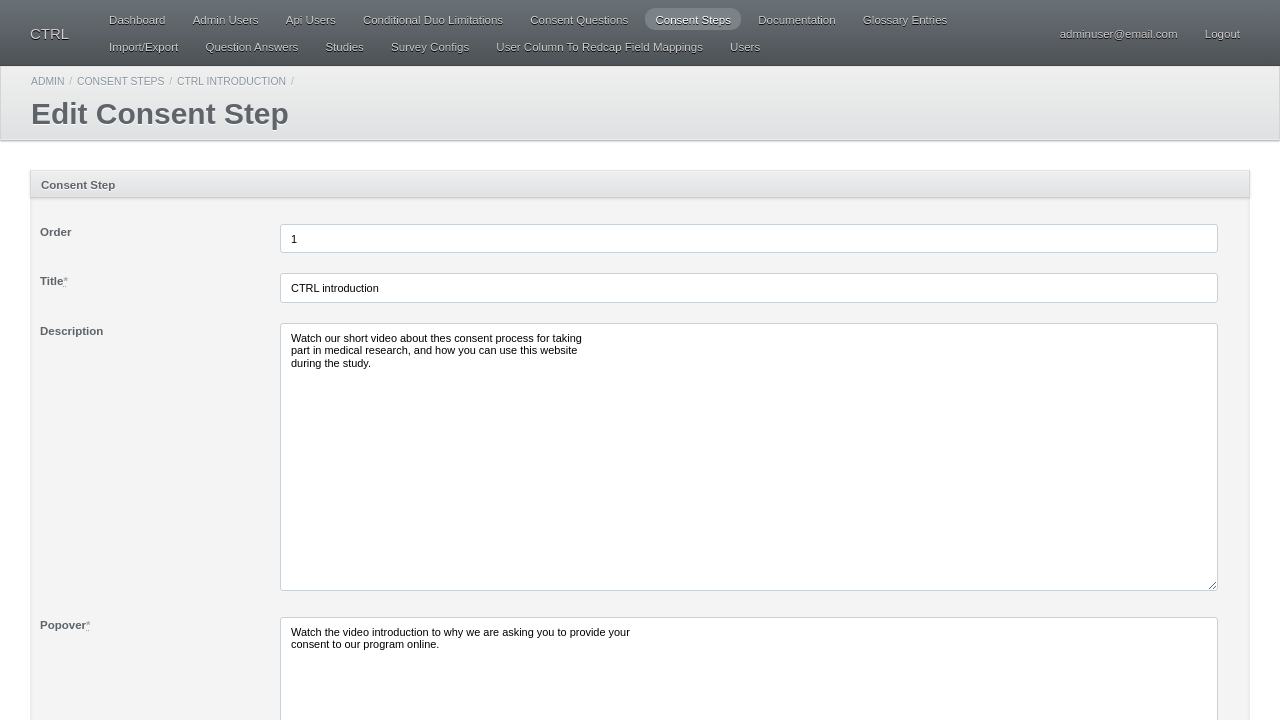 CTRL
Dashboard Admin Users Api Users Conditional Duo Limitations Consent Questions Consent Steps Documentation Glossary Entries
Import/Export Question Answers Studies Survey Configs User Column To Redcap Field Mappings Users
adminuser@email.com Logout
ADMIN / CONSENT STEPS / CTRL INTRODUCTION /
Edit Consent Step
Consent Step
Order
1
Title*
CTRL introduction
Description
Watch our short video about thes consent process for taking
part in medical research, and how you can use this website
during the study.
Popover*
Watch the video introduction to why we are asking you to provide your
consent to our program online.